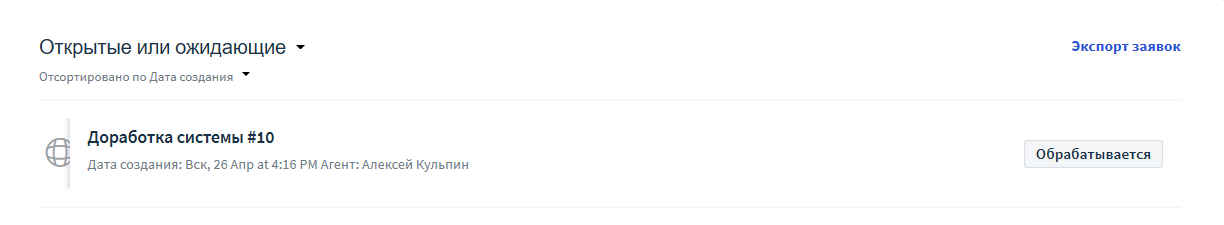 Открытые или ожидающие
Экспорт заявок
Отсортировано по Дата создания
Доработка системы #10
Дата создания: Вск, 26 Апр at 4:16 PM Агент: Алексей Кульпин
Обрабатывается